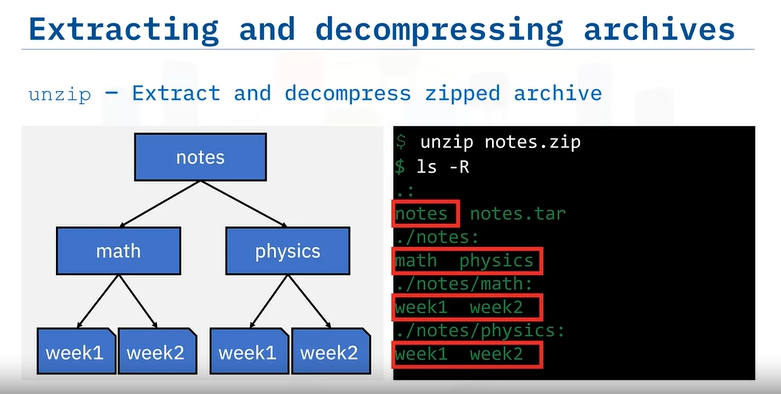 Extracting and decompressing archives
unzip – Extract and decompress zipped archive
notes
math
physics
week1
week2
week1
week2
$ unzip notes.zip
$ ls -R
.:
notes notes.tar
./notes:
math physics
./notes/math:
week1 week2
./notes/physics:
week1 week2